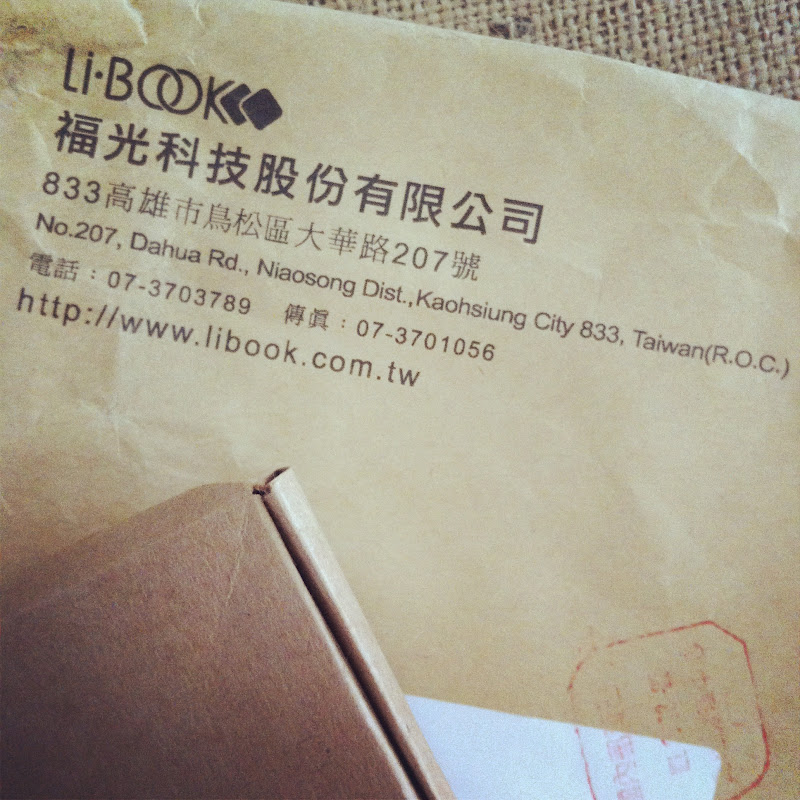 Li·BOOK
福光科技股份有限公司
833高雄市鳥松區大華路207號
No.207, Dahua Rd., Niaosong Dist.,Kaohsiung City 833, Taiwan(R.O.C.)
電話：07-3703789 傳眞：07-3701056
http://www.libook.com.tw